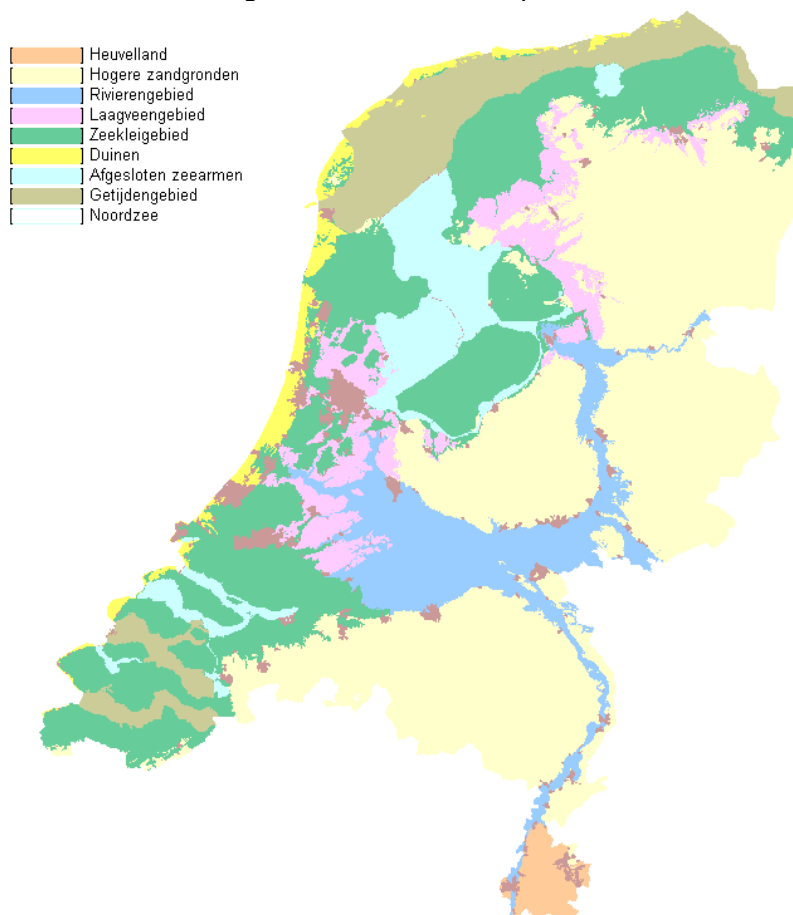 [ ] Heuvelland
[ ] Hogere zandgronden
[ ] Rivierengebied
[ ] Laagveengebied
[ ] Zeekleigebied
[ ] Duinen
[ ] Afgesloten zeearmen
[ ] Getijdengebied
[ ] Noordzee